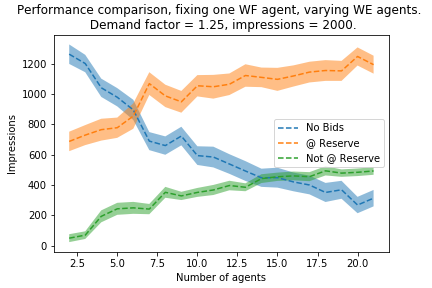 Performance comparison, fixing one WF agent, varying WE agents.
Demand factor = 1.25, impressions = 2000.
1200
1000
800
600
400
200
0
Impressions
No Bids
@ Reserve
Not @ Reserve
2.5 5.0 7.5 10.0 12.5 15.0 17.5 20.0
Number of agents